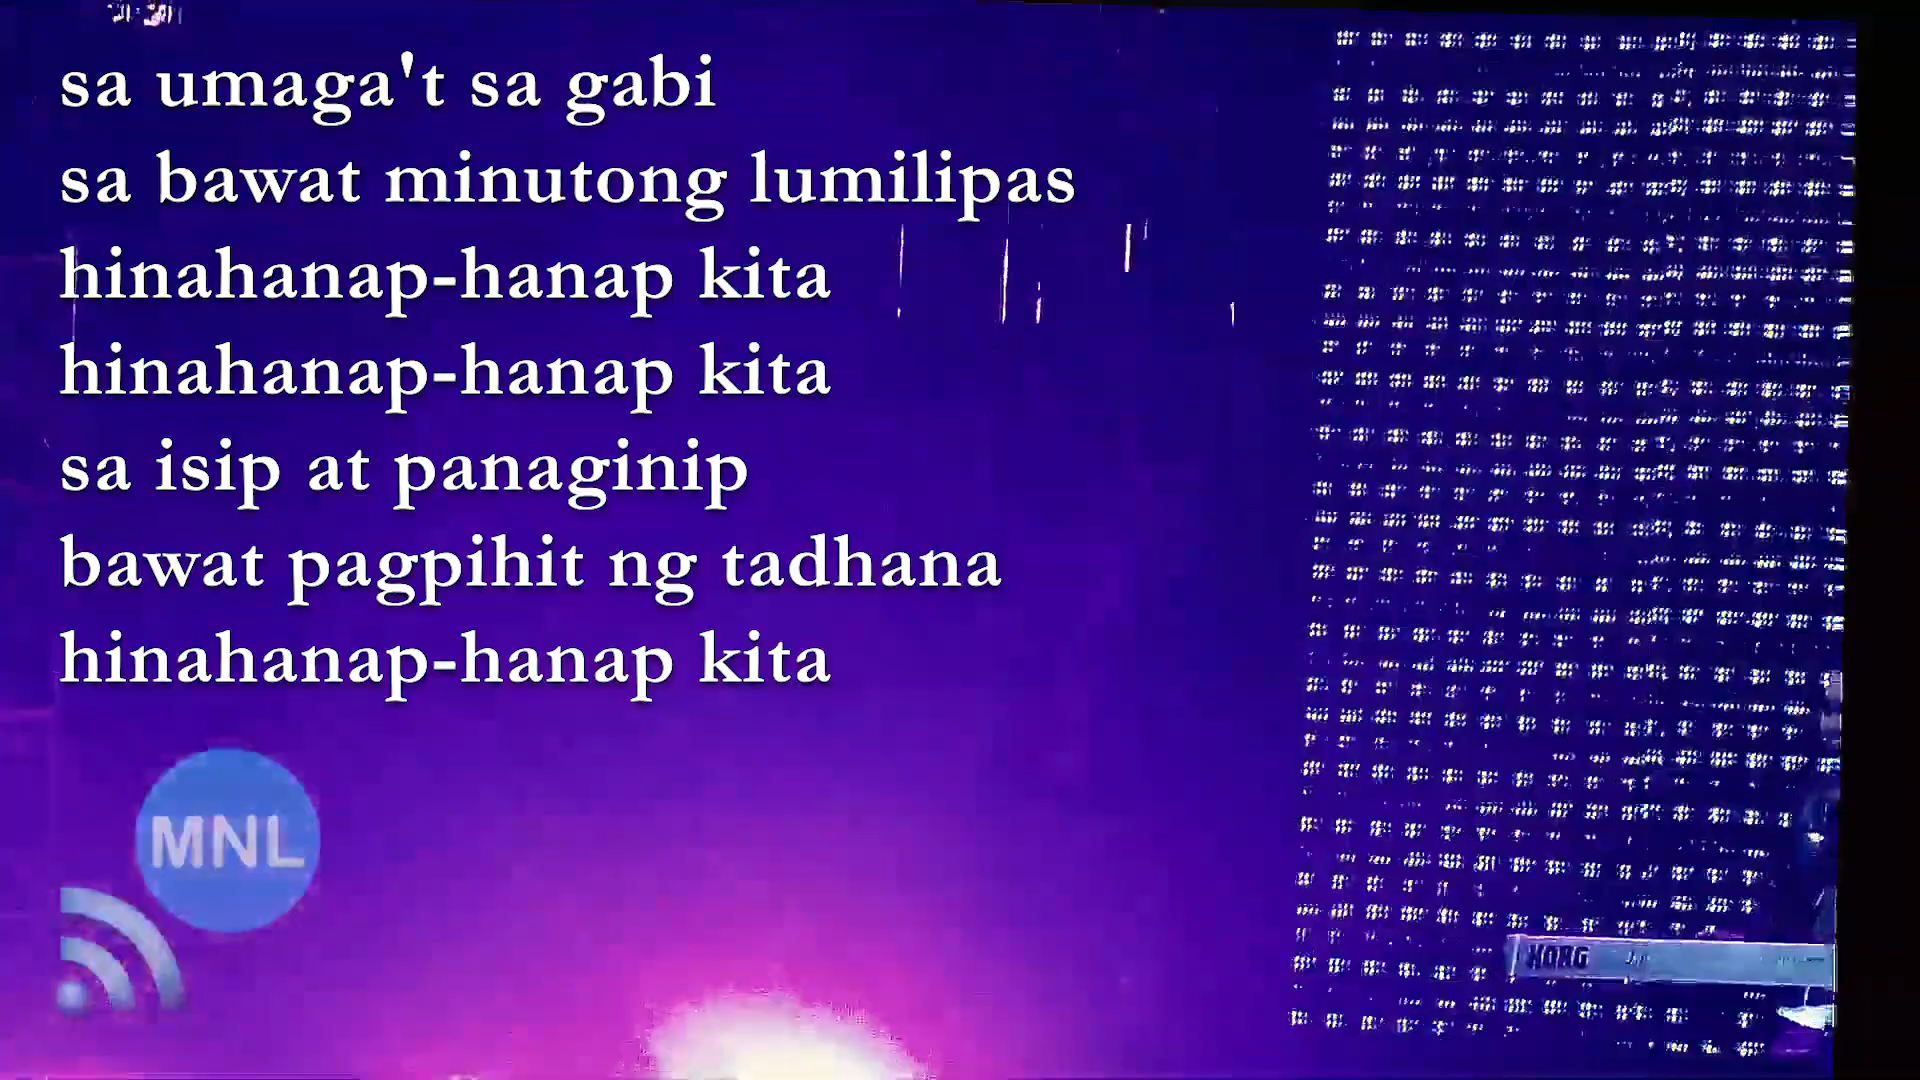 sa umaga't sa gabi
sa bawat minutong lumilipas
hinahanap-hanap kita
hinahanap-hanap kita
sa isip at panaginip
bawat pagpihit ng tadhana
hinahanap-hanap kita
MNL
KORG